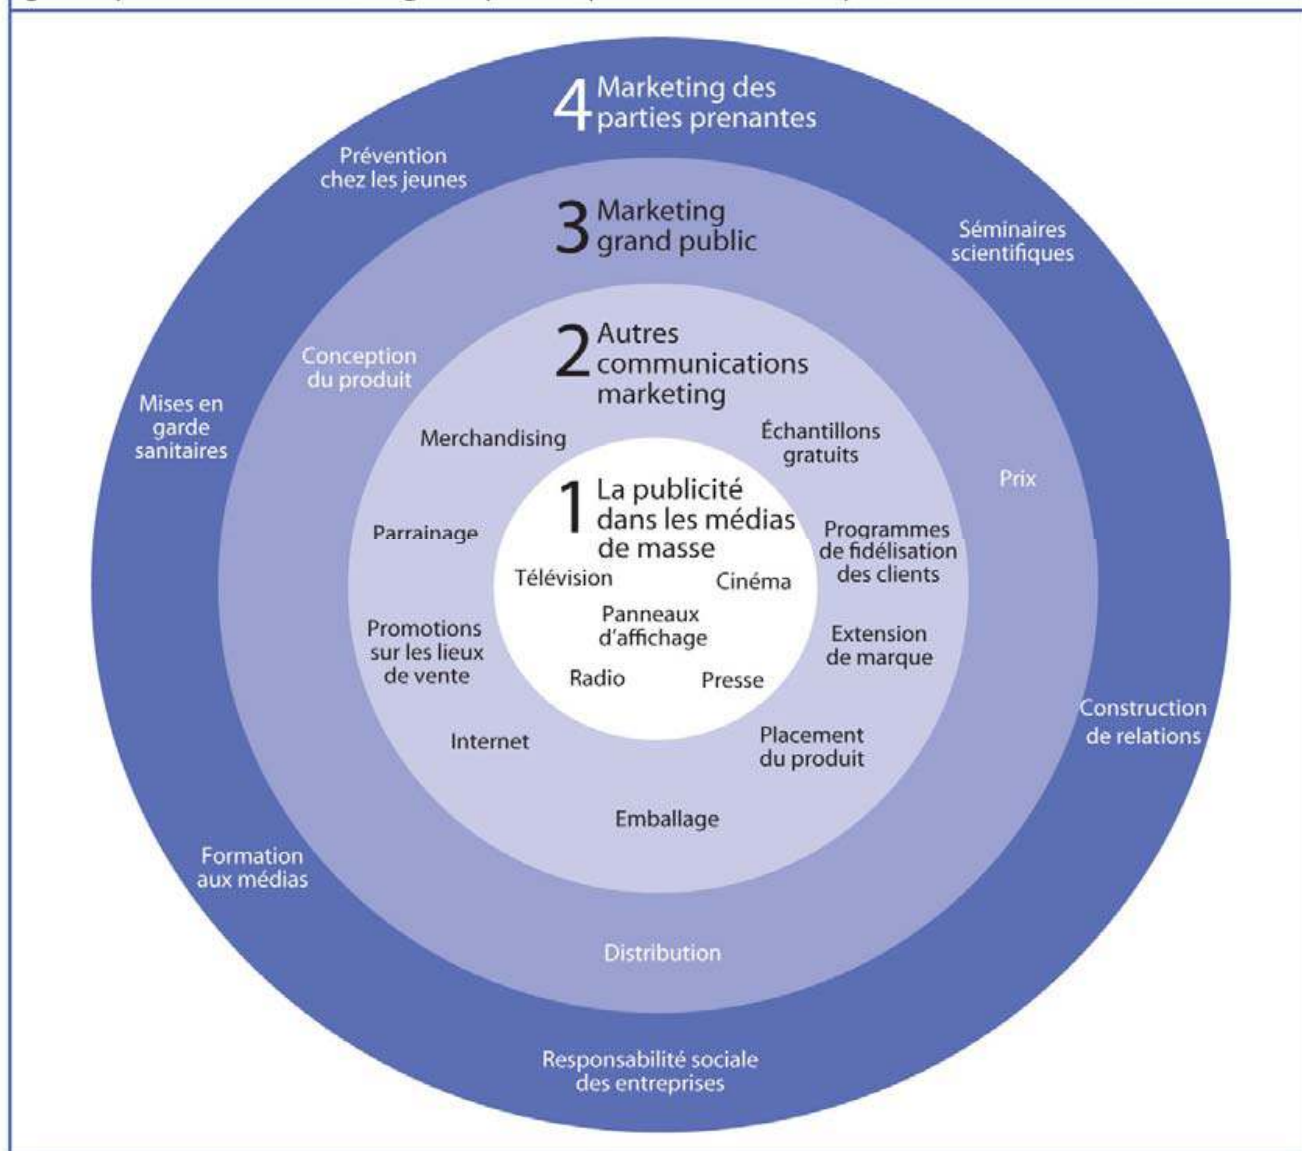 4 Marketing des
parties prenantes
Prévention
chez les jeunes
Séminaires
scientifiques
Mises en
garde
sanitaires
Construction
de relations
Formation
aux médias
Responsabilité sociale
des entreprises
3 Marketing
grand public
Conception
du produit
Prix
Distribution
2 Autres
communications
marketing
Merchandising
Échantillons
gratuits
Parrainage
Programmes
de fidélisation
des clients
Promotions
sur les lieux
de vente
Extension
de marque
Internet
Placement
du produit
Emballage
1 La publicité
dans les médias
de masse
Télévision
Cinéma
Panneaux
d'affichage
Radio
Presse